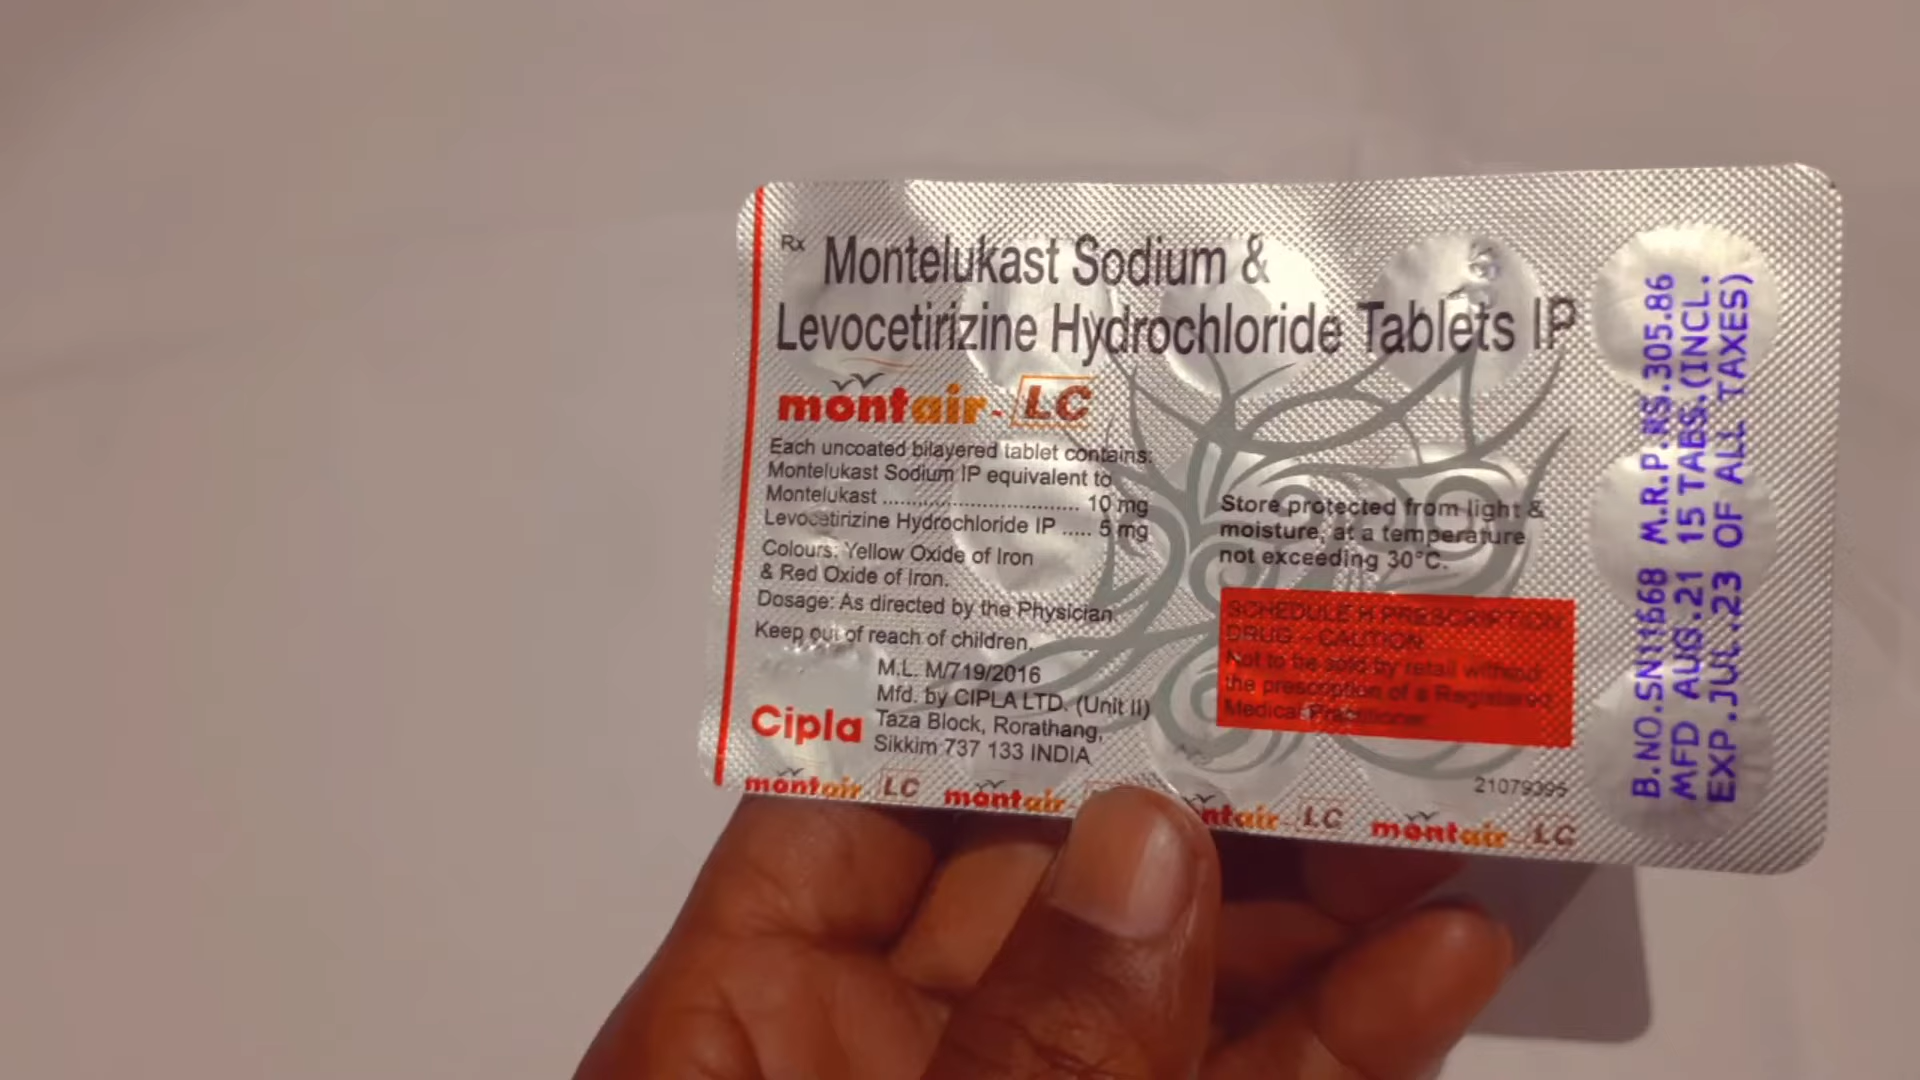 Rx Montelukast Sodium &
Levocetirizine Hydrochloride Tablets IP
montair - LC
Each uncoated bilayered tablet contains:
Montelukast Sodium IP equivalent to
Montelukast ................................ 10 mg
Levocetirizine Hydrochloride IP ..... 5 mg
Colours: Yellow Oxide of Iron
& Red Oxide of Iron.
Dosage: As directed by the Physician.
Keep out of reach of children.
M.L. M/719/2016
Mfd. by CIPLA LTD. (Unit II)
Taza Block, Rorathang,
Sikkim 737 133 INDIA
Cipla
Store protected from light &
moisture, at a temperature
not exceeding 30°C.
SCHEDULE H PRESCRIPTION
DRUG - CAUTION
Not to be sold by retail without
the prescription of a Registered
Medical Practitioner
21079395
montair LC montair ntair LC montair LC
B.NO.SN11668 M.R.P.RS.305.86
MFD AUG.21 15 TABS.(INCL.
EXP.JUL.23 OF ALL TAXES)